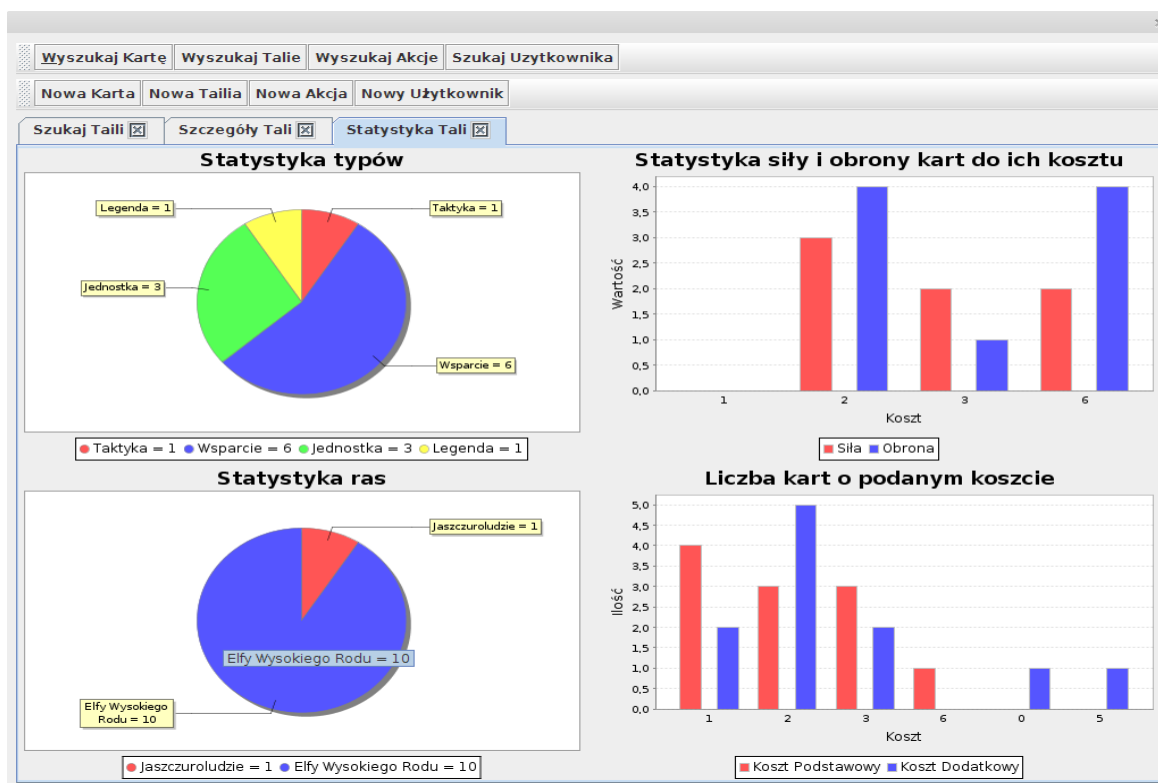 Wyszukaj Kartę Wyszukaj Talie Wyszukaj Akcje Szukaj Uzytkownika
Nowa Karta Nowa Tailia Nowa Akcja Nowy Użytkownik
Szukaj Taili Szczegóły Tali Statystyka Tali
Statystyka typów
Legenda = 1
Taktyka = 1
Jednostka = 3
Wsparcie = 6
Taktyka = 1 Wsparcie = 6 Jednostka = 3 Legenda = 1
Statystyka siły i obrony kart do ich kosztu
Wartość
4,0
3,5
3,0
2,5
2,0
1,5
1,0
0,5
0,0
1 2 3 6
Koszt
Siła Obrona
Statystyka ras
Jaszczuroludzie = 1
Elfy Wysokiego Rodu = 10
Elfy Wysokiego
Rodu = 10
Jaszczuroludzie = 1 Elfy Wysokiego Rodu = 10
Liczba kart o podanym koszcie
Ilość
5,0
4,5
4,0
3,5
3,0
2,5
2,0
1,5
1,0
0,5
0,0
1 2 3 6 0 5
Koszt
Koszt Podstawowy Koszt Dodatkowy